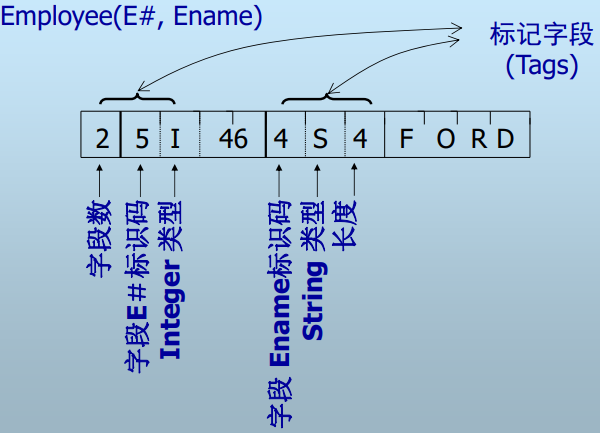 Employee(E#, Ename)
标记字段
(Tags)
2 5 I 46 4 S 4 F O R D
字段数
字段E＃标识码
Integer 类型
字段 Ename标识码
String 类型
长度